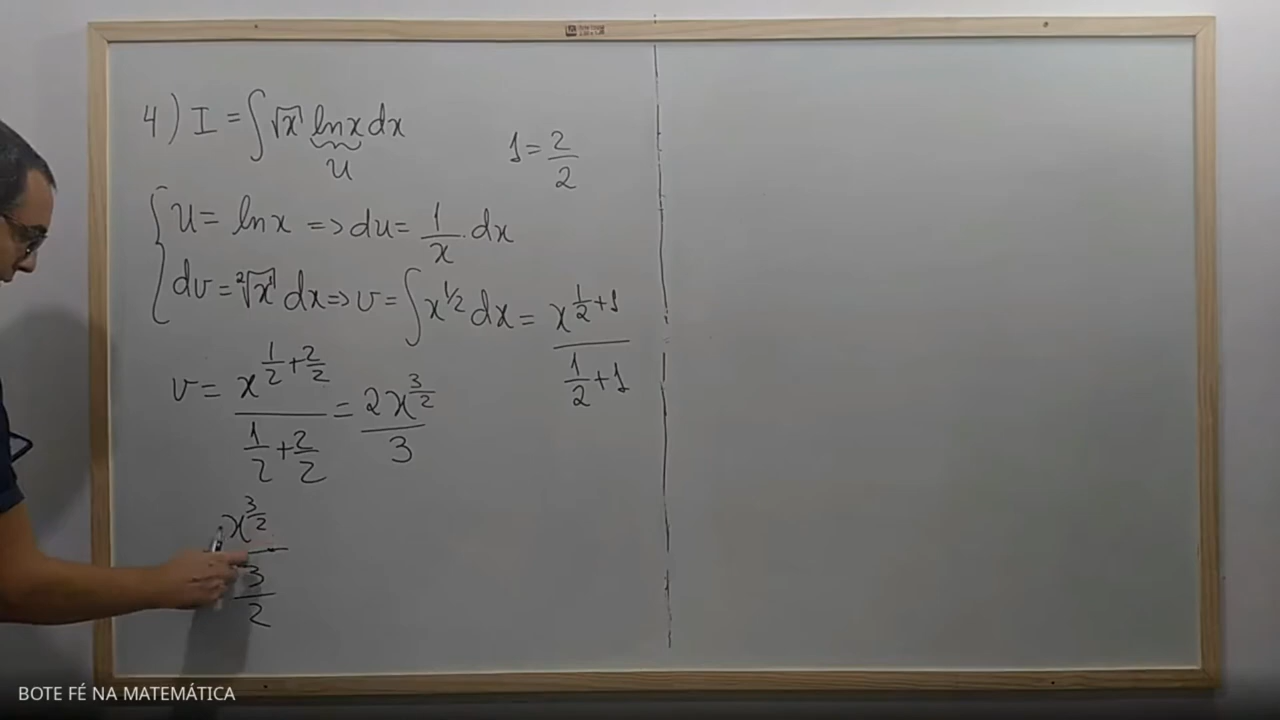 4) I = ∫ √x ln x dx
u
1 = 2/2
u = ln x => du = 1/x . dx
dv = ²√x dx => v = ∫ x^1/2 dx = x^(1/2+1) / (1/2+1)
v = x^(1/2+2/2) / (1/2+2/2) = 2x^(3/2) / 3
x^(3/2) / (3/2)
BOTE FÉ NA MATEMÁTICA